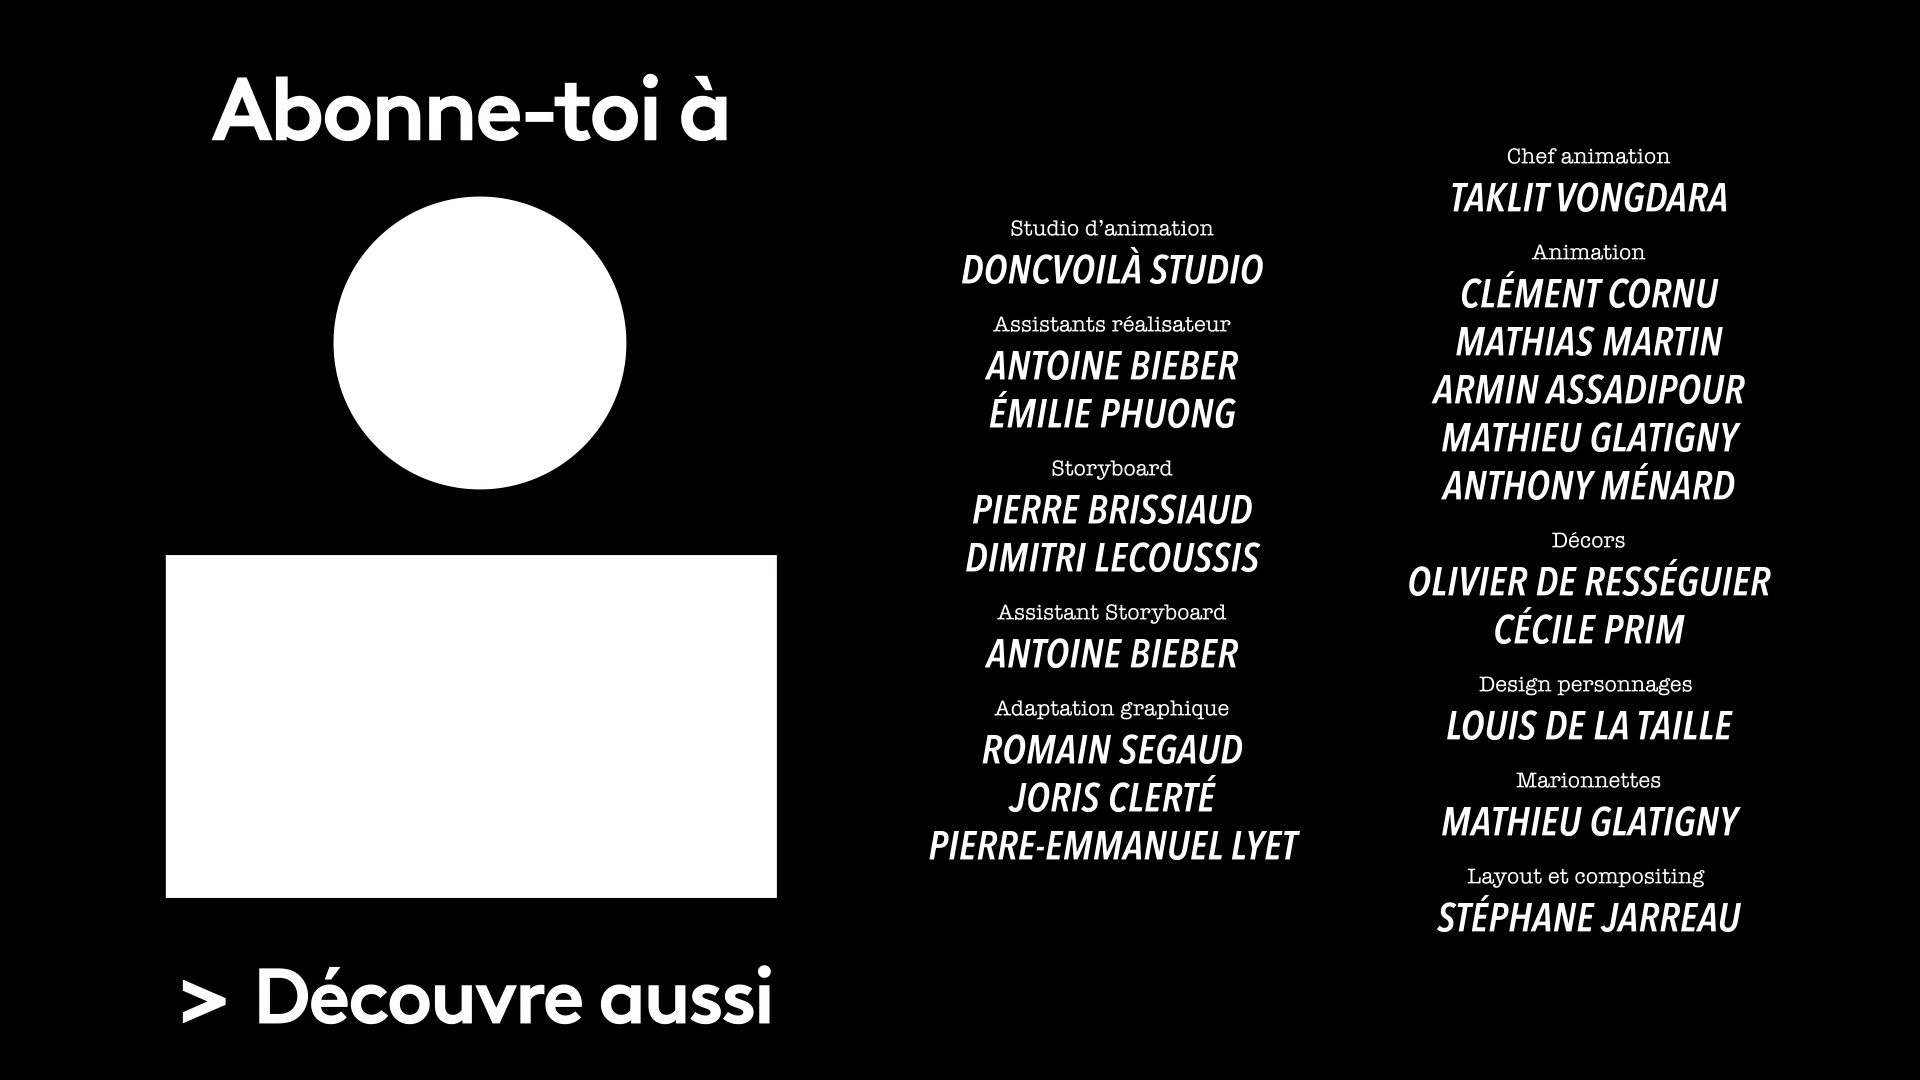 Abonne-toi à
> Découvre aussi
Studio d’animation
DONCVOILÀ STUDIO
Assistants réalisateur
ANTOINE BIEBER
ÉMILIE PHUONG
Storyboard
PIERRE BRISSIAUD
DIMITRI LECOUSSIS
Assistant Storyboard
ANTOINE BIEBER
Adaptation graphique
ROMAIN SEGAUD
JORIS CLERTÉ
PIERRE-EMMANUEL LYET
Chef animation
TAKLIT VONGDARA
Animation
CLÉMENT CORNU
MATHIAS MARTIN
ARMIN ASSADIPOUR
MATHIEU GLATIGNY
ANTHONY MÉNARD
Décors
OLIVIER DE RESSÉGUIER
CÉCILE PRIM
Design personnages
LOUIS DE LA TAILLE
Marionnettes
MATHIEU GLATIGNY
Layout et compositing
STÉPHANE JARREAU